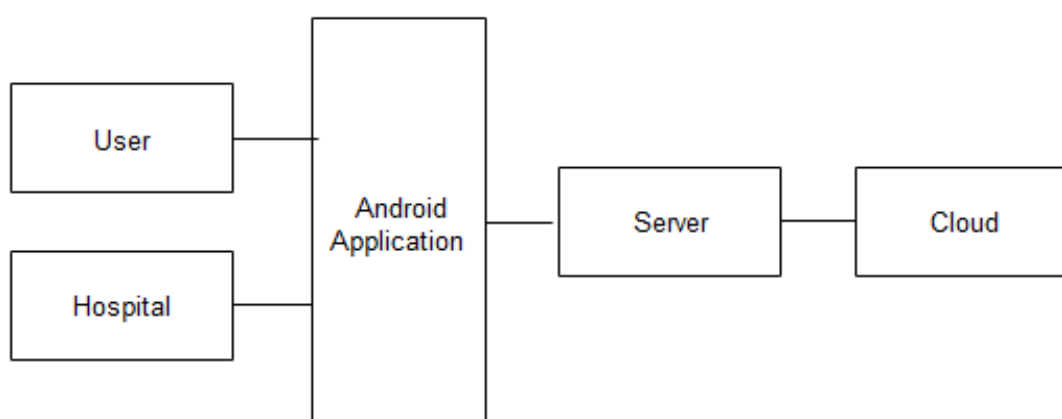 User
Hospital
Android
Application
Server
Cloud